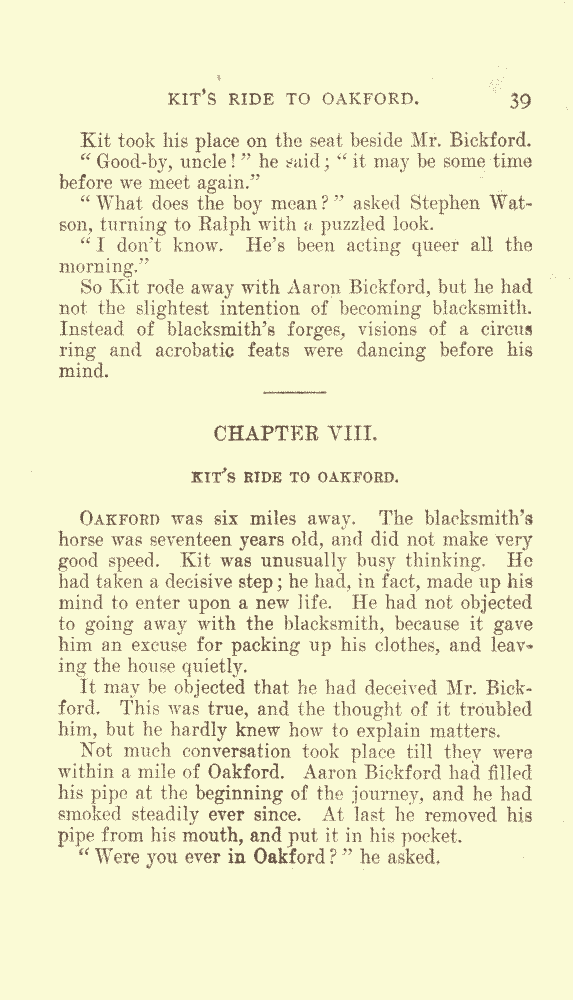 KIT'S RIDE TO OAKFORD. 39
Kit took his place on the seat beside Mr. Bickford.
“ Good-by, uncle! ” he said; “ it may be some time
before we meet again.”
“ What does the boy mean? ” asked Stephen Wat-
son, turning to Ralph with a puzzled look.
“ I don't know. He's been acting queer all the
morning.”
So Kit rode away with Aaron Bickford, but he had
not the slightest intention of becoming blacksmith.
Instead of blacksmith's forges, visions of a circus
ring and acrobatic feats were dancing before his
mind.
CHAPTER VIII.
KIT'S RIDE TO OAKFORD.
OAKFORD was six miles away. The blacksmith's
horse was seventeen years old, and did not make very
good speed. Kit was unusually busy thinking. He
had taken a decisive step; he had, in fact, made up his
mind to enter upon a new life. He had not objected
to going away with the blacksmith, because it gave
him an excuse for packing up his clothes, and leav-
ing the house quietly.
It may be objected that he had deceived Mr. Bick-
ford. This was true, and the thought of it troubled
him, but he hardly knew how to explain matters.
Not much conversation took place till they were
within a mile of Oakford. Aaron Bickford had filled
his pipe at the beginning of the journey, and he had
smoked steadily ever since. At last he removed his
pipe from his mouth, and put it in his pocket.
“ Were you ever in Oakford? ” he asked.